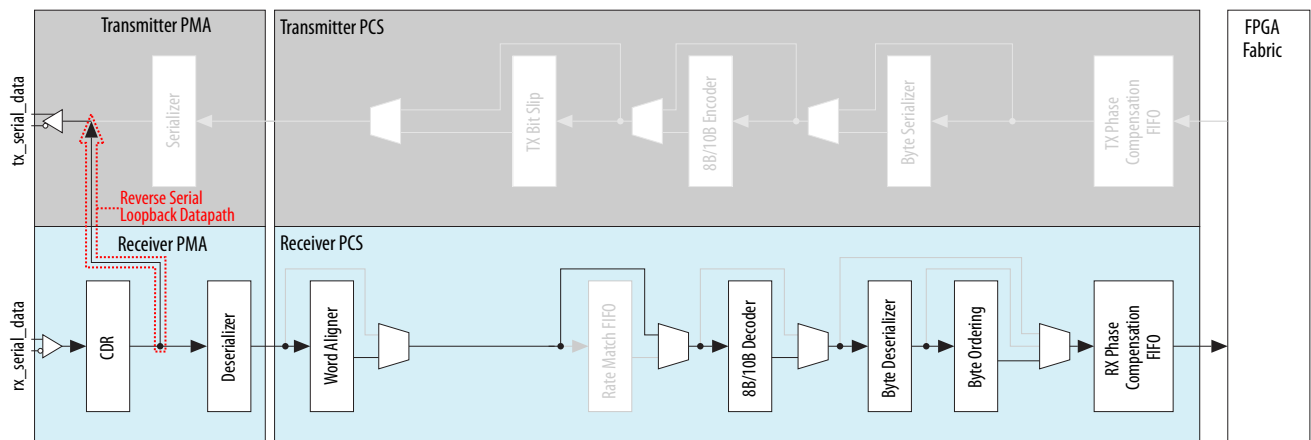 Transmitter PMA
Transmitter PCS
FPGA
Fabric
tx_serial_data
Serializer
TX Bit Slip
8B/10B Encoder
Byte Serializer
TX Phase
Compensation
FIFO
Reverse Serial
Loopback Datapath
Receiver PMA
Receiver PCS
rx_serial_data
CDR
Deserializer
Word Aligner
Rate Match FIFO
8B/10B Decoder
Byte Deserializer
Byte Ordering
RX Phase
Compensation
FIFO